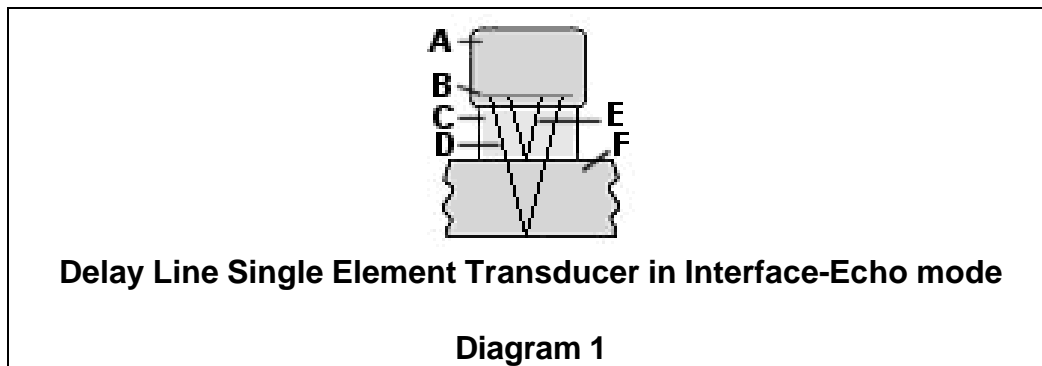 A
B
C
D
E
F
Delay Line Single Element Transducer in Interface-Echo mode
Diagram 1